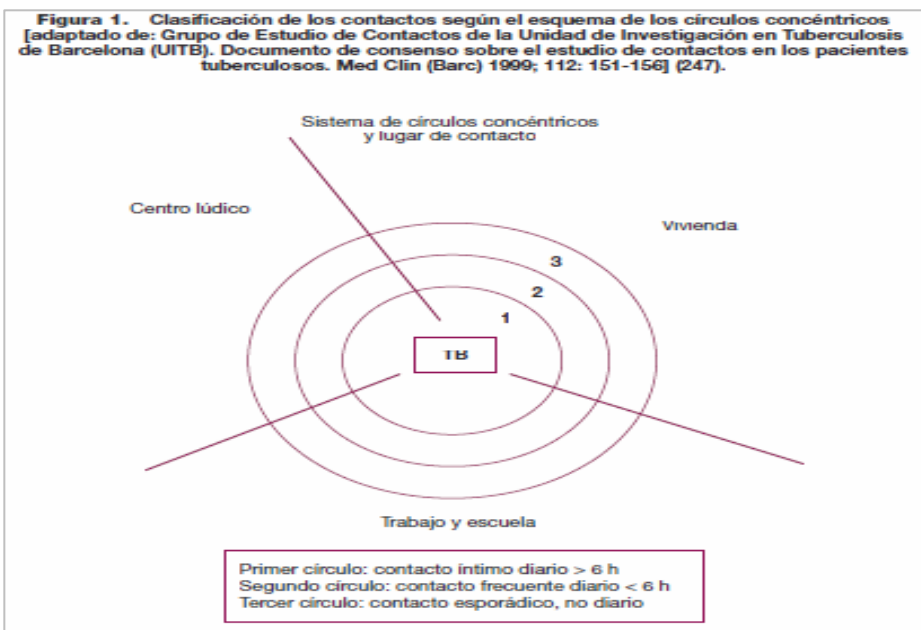 Figura 1. Clasificación de los contactos según el esquema de los círculos concéntricos
[adaptado de: Grupo de Estudio de Contactos de la Unidad de Investigación en Tuberculosis
de Barcelona (UITB). Documento de consenso sobre el estudio de contactos en los pacientes
tuberculosos. Med Clin (Barc) 1999; 112: 151-156] (247).
Sistema de círculos concéntricos
y lugar de contacto
Centro lúdico
Vivienda
3
2
1
TB
Trabajo y escuela
Primer círculo: contacto íntimo diario > 6 h
Segundo círculo: contacto frecuente diario < 6 h
Tercer círculo: contacto esporádico, no diario